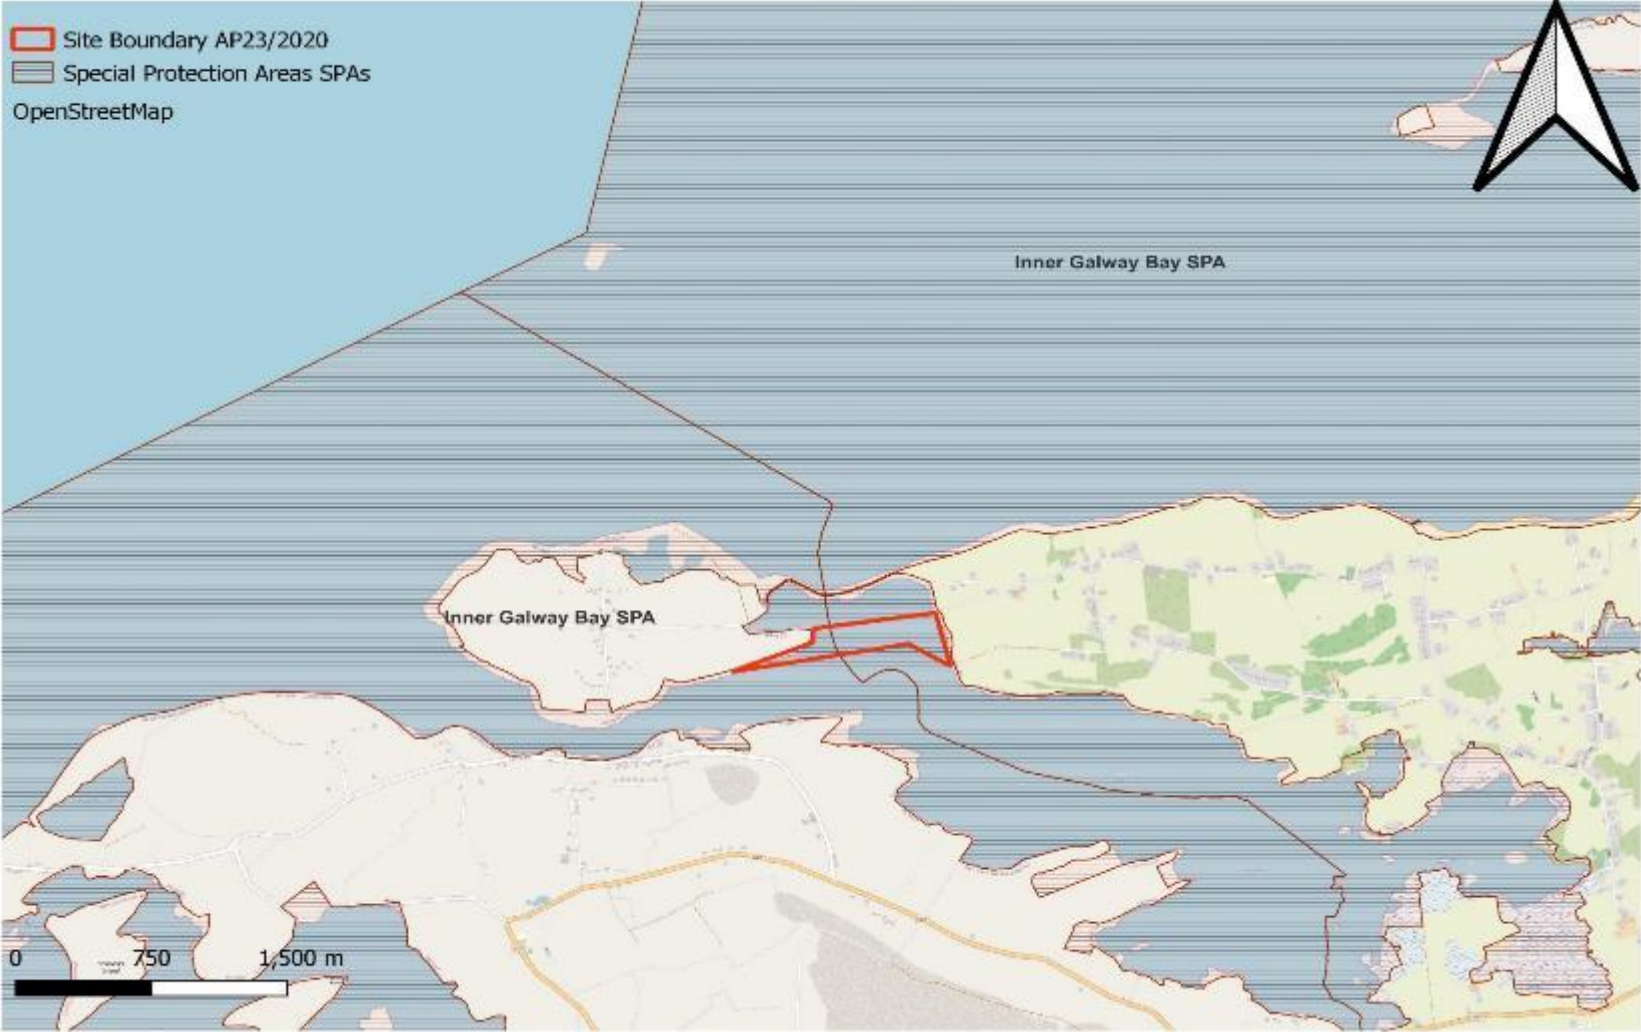 Site Boundary AP23/2020
Special Protection Areas SPAs
OpenStreetMap
Inner Galway Bay SPA
Inner Galway Bay SPA
0 750 1,500 m